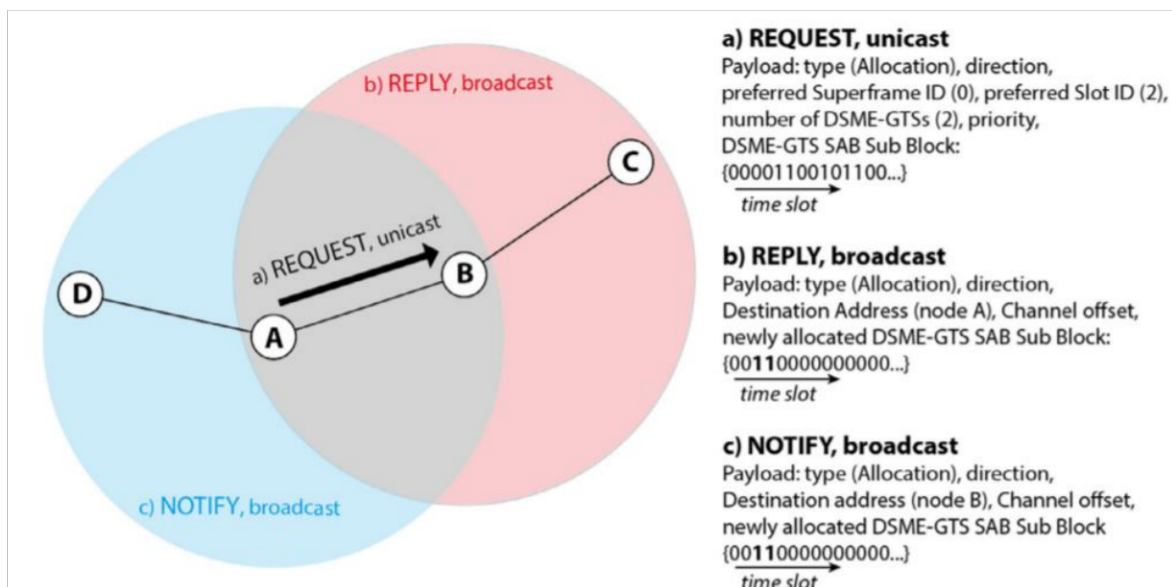 b) REPLY, broadcast
C
a) REQUEST, unicast
B
D
A
c) NOTIFY, broadcast
a) REQUEST, unicast
Payload: type (Allocation), direction,
preferred Superframe ID (0), preferred Slot ID (2),
number of DSME-GTSs (2), priority,
DSME-GTS SAB Sub Block:
{00001100101100...}
time slot
b) REPLY, broadcast
Payload: type (Allocation), direction,
Destination Address (node A), Channel offset,
newly allocated DSME-GTS SAB Sub Block:
{00110000000000...}
time slot
c) NOTIFY, broadcast
Payload: type (Allocation), direction,
Destination address (node B), Channel offset,
newly allocated DSME-GTS SAB Sub Block
{00110000000000...}
time slot